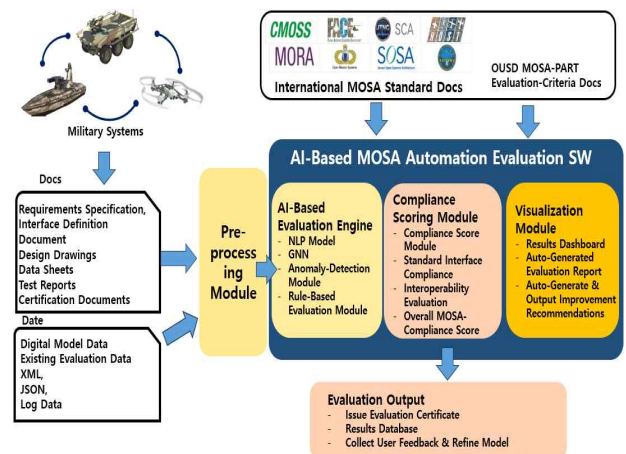 CMOSS
FACE
JTNC SCA
MORA
SOSA
International MOSA Standard Docs
OUSD MOSA-PART
Evaluation-Criteria Docs
Military Systems
Docs
Requirements Specification,
Interface Definition
Document
Design Drawings
Data Sheets
Test Reports
Certification Documents
Date
Digital Model Data
Existing Evaluation Data
XML,
JSON,
Log Data
Pre-
process
ing
Module
AI-Based MOSA Automation Evaluation SW
AI-Based
Evaluation Engine
- NLP Model
- GNN
- Anomaly-Detection
Module
- Rule-Based
Evaluation Module
Compliance
Scoring Module
- Compliance Score
Module
- Standard Interface
Compliance
- Interoperability
Evaluation
- Overall MOSA-
Compliance Score
Visualization
Module
- Results Dashboard
- Auto-Generated
Evaluation Report
- Auto-Generate &
Output Improvement
Recommendations
Evaluation Output
- Issue Evaluation Certificate
- Results Database
- Collect User Feedback & Refine Model